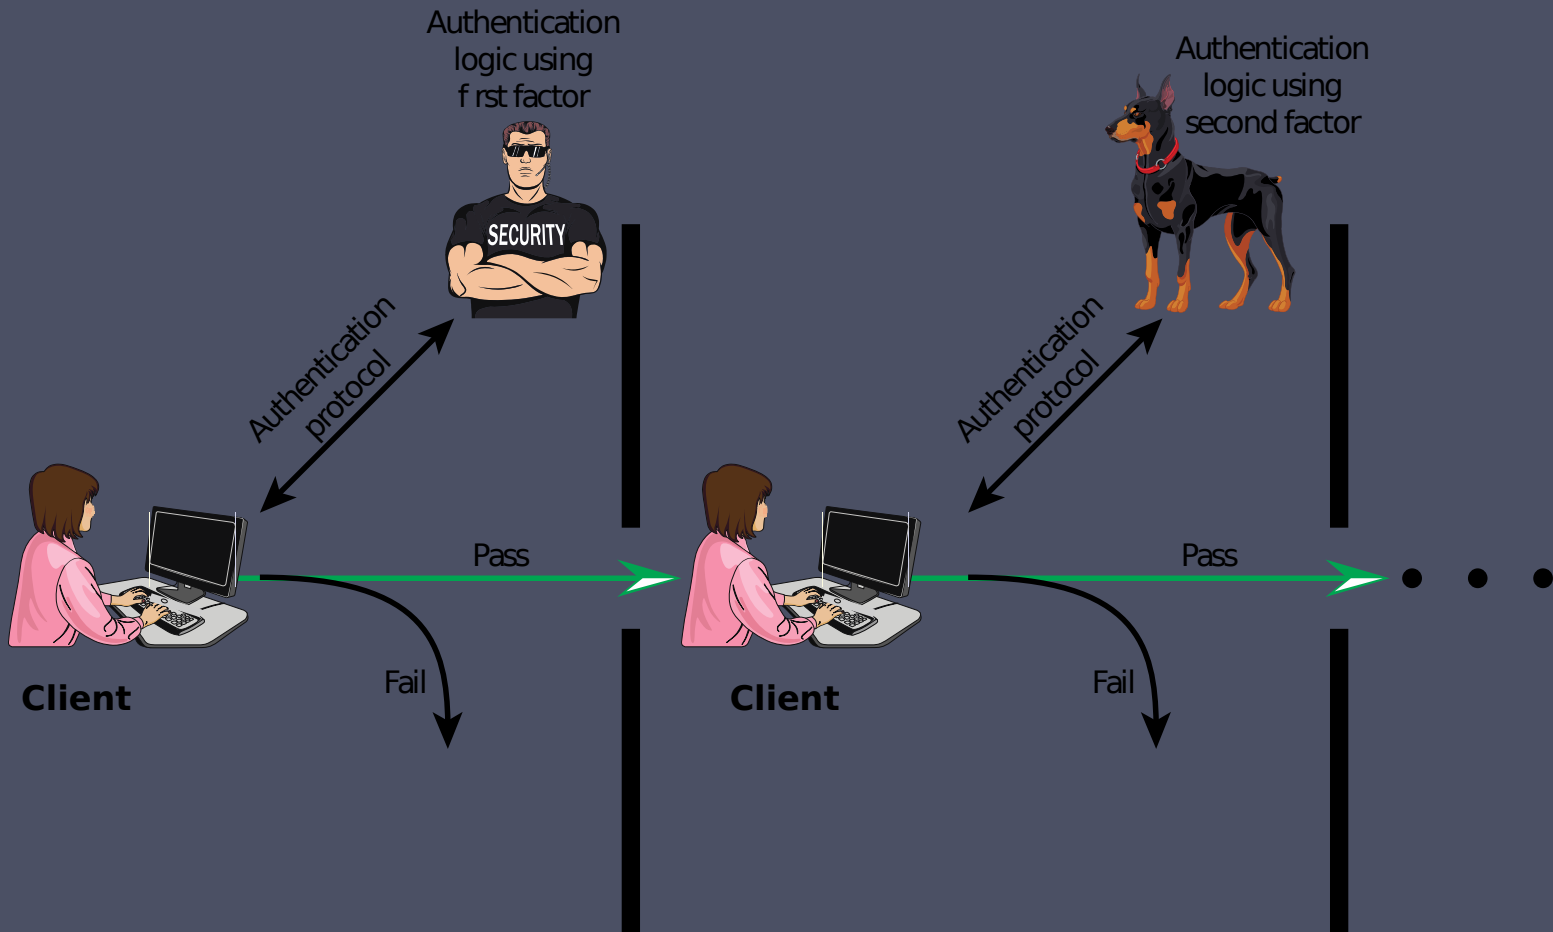 Authentication
logic using
f rst factor
SECURITY
Authentication
protocol
Pass
Fail
Client
Authentication
logic using
second factor
Authentication
protocol
Pass
Fail
Client